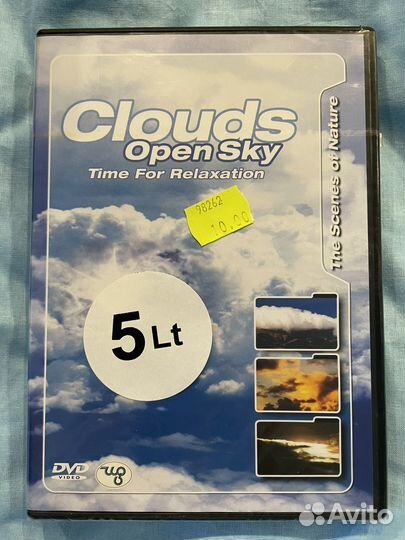 Clouds
Open Sky
Time For Relaxation
The Scenes of Nature
98262
10.00
5 Lt
DVD
VIDEO
Avito